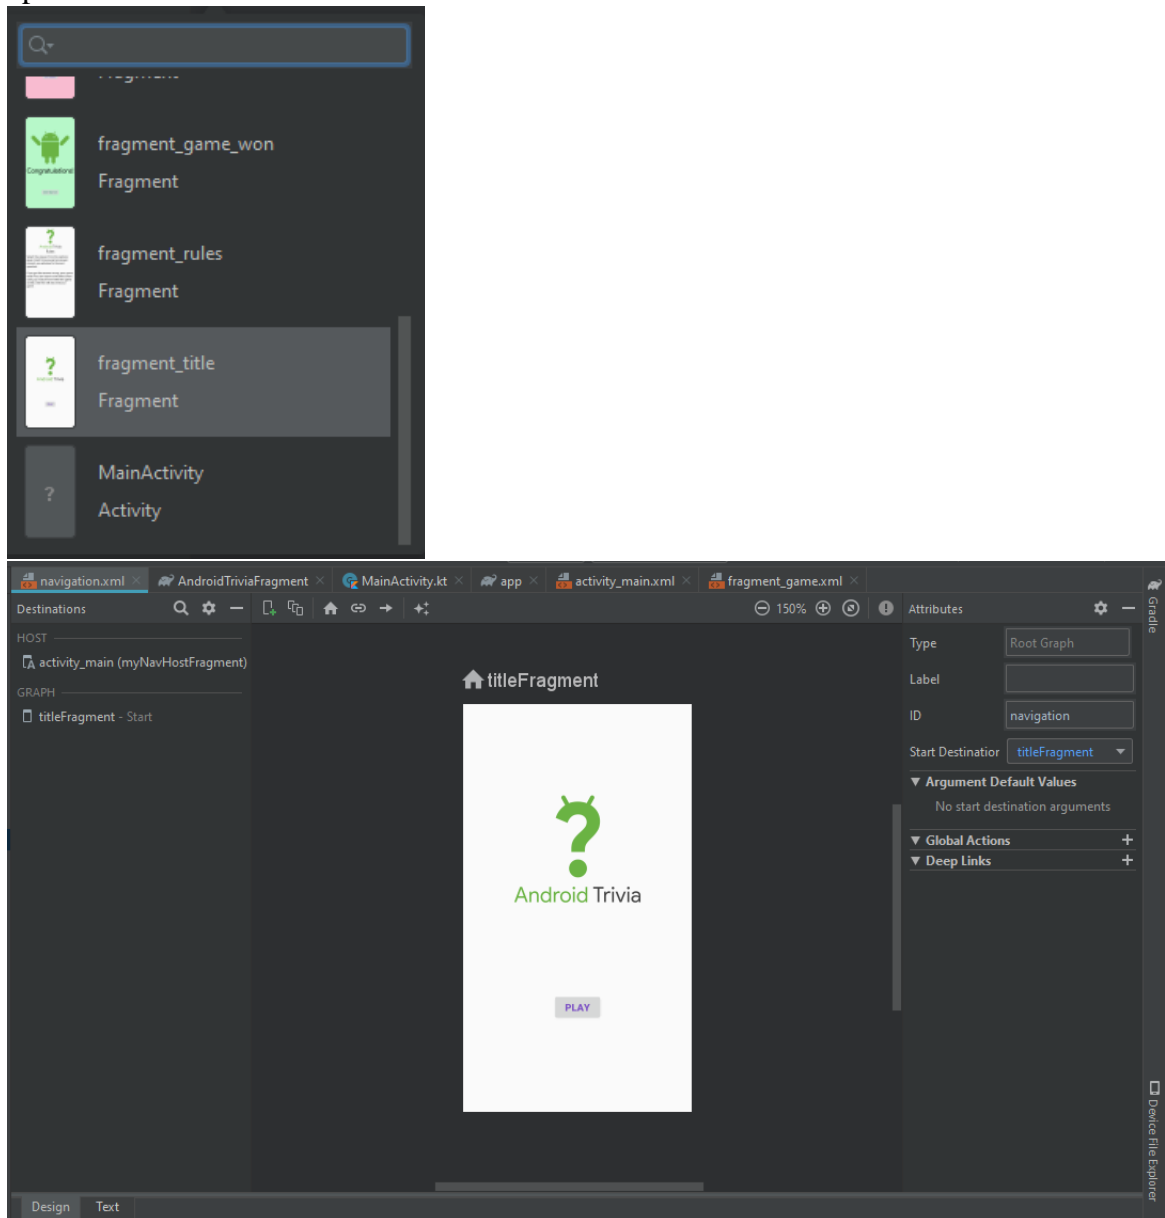 fragment_game_won
Fragment
Congratulations!
fragment_rules
Fragment
fragment_title
Fragment
MainActivity
Activity
?
navigation.xml
AndroidTriviaFragment
MainActivity.kt
app
activity_main.xml
fragment_game.xml
Destinations
150%
Attributes
Gradle
HOST
activity_main (myNavHostFragment)
GRAPH
titleFragment - Start
titleFragment
Android Trivia
PLAY
Type
Root Graph
Label
ID
navigation
Start Destination
titleFragment
Argument Default Values
No start destination arguments
Global Actions
Deep Links
Device File Explorer
Design
Text